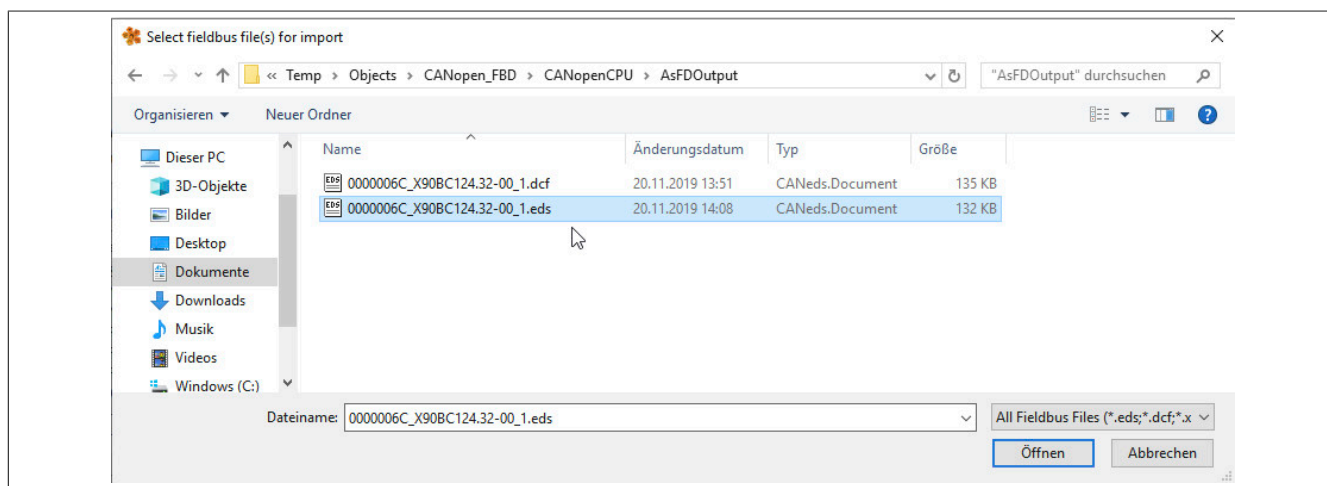 Select fieldbus file(s) for import
« Temp › Objects › CANopen_FBD › CANopenCPU › AsFDOutput
"AsFDOutput" durchsuchen
Organisieren
Neuer Ordner
Name Änderungsdatum Typ Größe
Dieser PC
3D-Objekte
Bilder
Desktop
Dokumente
Downloads
Musik
Videos
Windows (C:)
EDS 0000006C_X90BC124.32-00_1.dcf 20.11.2019 13:51 CANeds.Document 135 KB
EDS 0000006C_X90BC124.32-00_1.eds 20.11.2019 14:08 CANeds.Document 132 KB
Dateiname: 0000006C_X90BC124.32-00_1.eds
All Fieldbus Files (*.eds;*.dcf;*.x
Öffnen Abbrechen